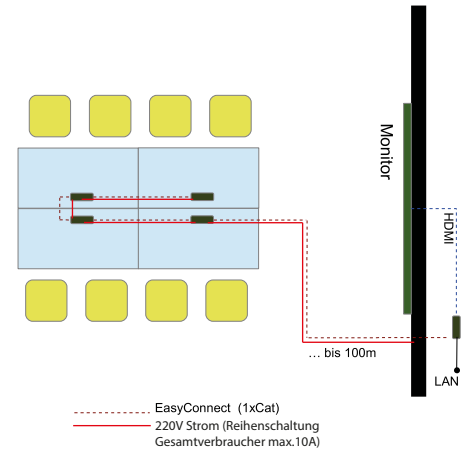 Monitor
HDMI
... bis 100m
LAN
EasyConnect (1xCat)
220V Strom (Reihenschaltung
Gesamtverbraucher max.10A)